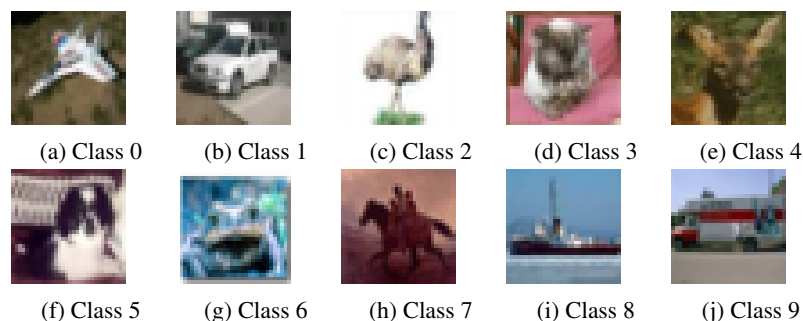 (a) Class 0
(b) Class 1
(c) Class 2
(d) Class 3
(e) Class 4
(f) Class 5
(g) Class 6
(h) Class 7
(i) Class 8
(j) Class 9